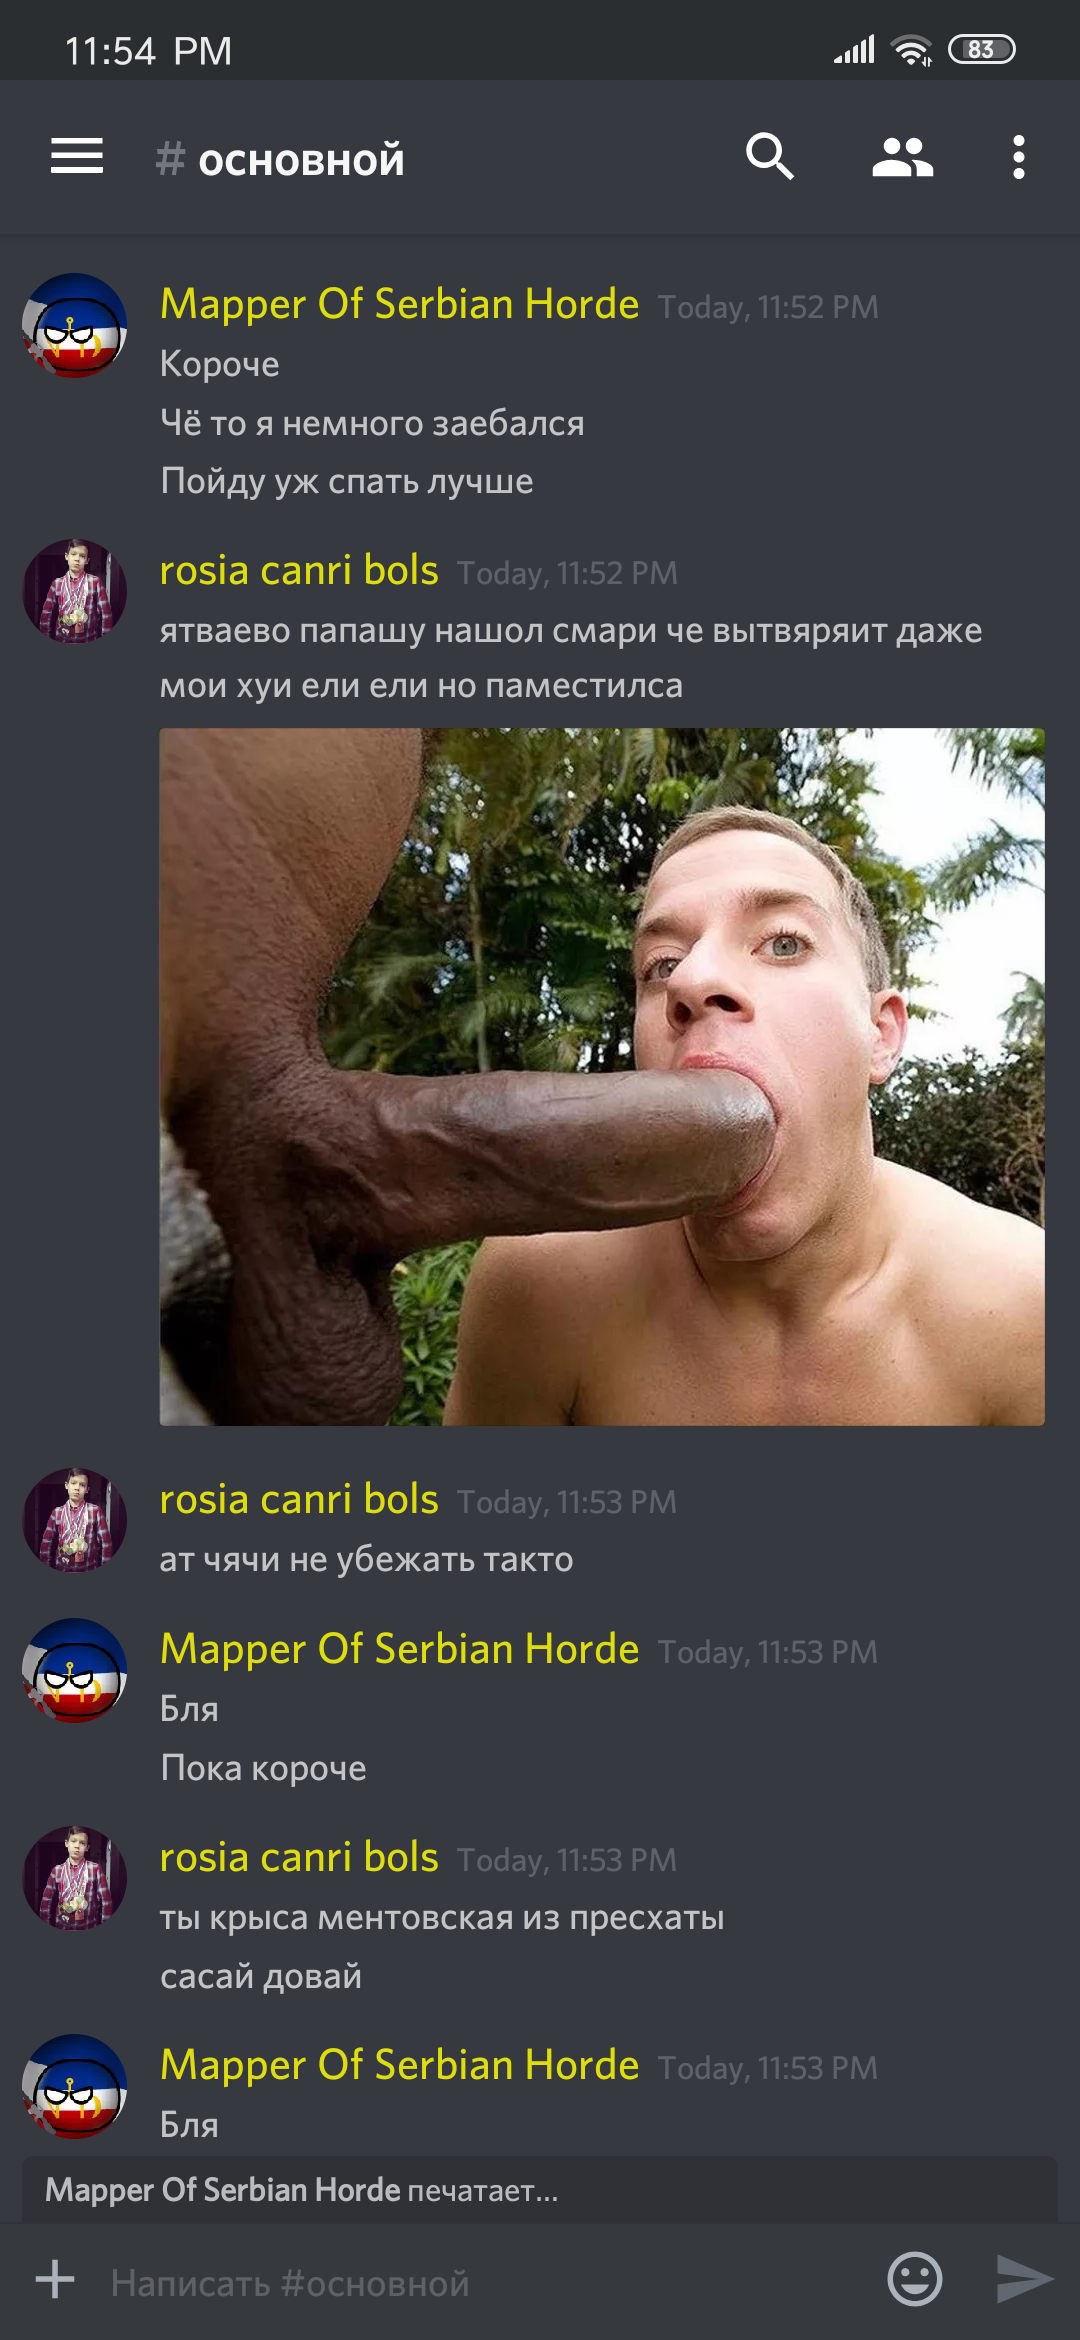 11:54 PM
83
# основной
Mapper Of Serbian Horde Today, 11:52 PM
Короче
Чё то я немного заебался
Пойду уж спать лучше
rosia canri bols Today, 11:52 PM
ятваево папашу нашол смари че вытвяряит даже
мои хуи ели ели но паместилса
rosia canri bols Today, 11:53 PM
ат чячи не убежать такто
Mapper Of Serbian Horde Today, 11:53 PM
Бля
Пока короче
rosia canri bols Today, 11:53 PM
ты крыса ментовская из пресхаты
сасай довай
Mapper Of Serbian Horde Today, 11:53 PM
Бля
Mapper Of Serbian Horde печатает...
Написать #основной